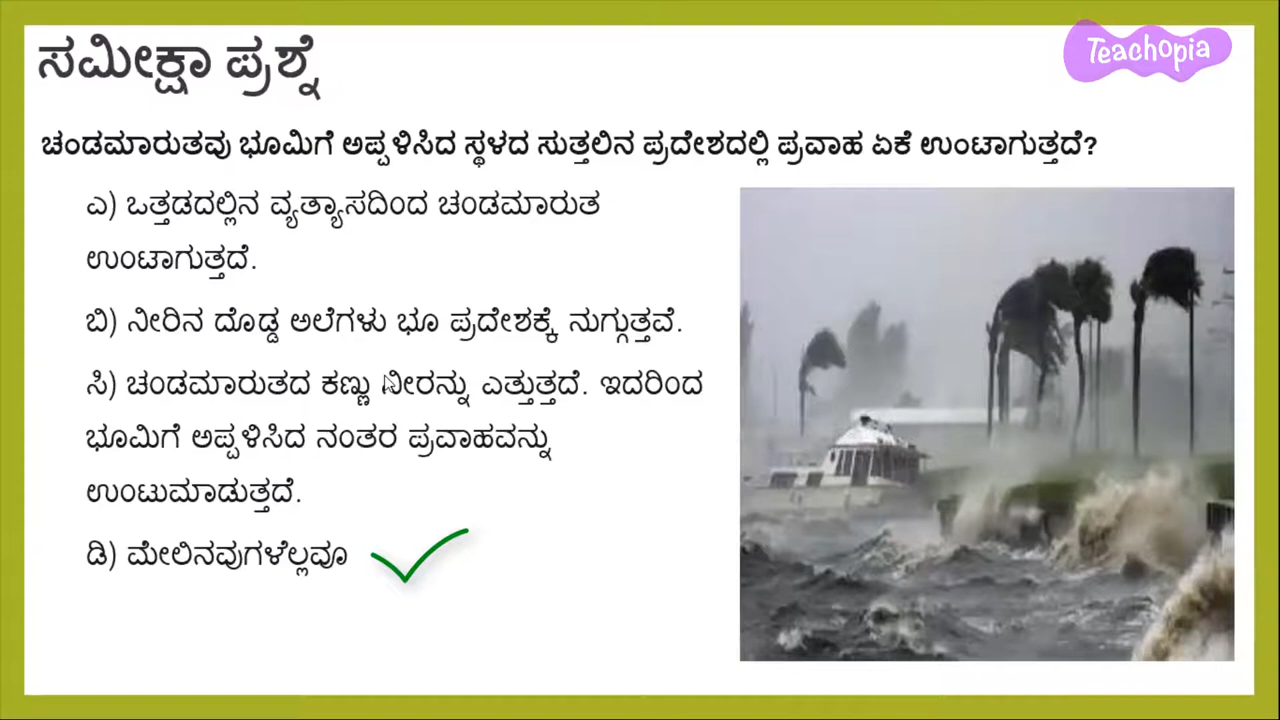 ಸಮೀಕ್ಷಾ ಪ್ರಶ್ನೆ
Teachopia
ಚಂಡಮಾರುತವು ಭೂಮಿಗೆ ಅಪ್ಪಳಿಸಿದ ಸ್ಥಳದ ಸುತ್ತಲಿನ ಪ್ರದೇಶದಲ್ಲಿ ಪ್ರವಾಹ ಏಕೆ ಉಂಟಾಗುತ್ತದೆ?
ಎ) ಒತ್ತಡದಲ್ಲಿನ ವ್ಯತ್ಯಾಸದಿಂದ ಚಂಡಮಾರುತ
ಉಂಟಾಗುತ್ತದೆ.
ಬಿ) ನೀರಿನ ದೊಡ್ಡ ಅಲೆಗಳು ಭೂ ಪ್ರದೇಶಕ್ಕೆ ನುಗ್ಗುತ್ತವೆ.
ಸಿ) ಚಂಡಮಾರುತದ ಕಣ್ಣು ನೀರನ್ನು ಎತ್ತುತ್ತದೆ. ಇದರಿಂದ
ಭೂಮಿಗೆ ಅಪ್ಪಳಿಸಿದ ನಂತರ ಪ್ರವಾಹವನ್ನು
ಉಂಟುಮಾಡುತ್ತದೆ.
ಡಿ) ಮೇಲಿನವುಗಳೆಲ್ಲವೂ